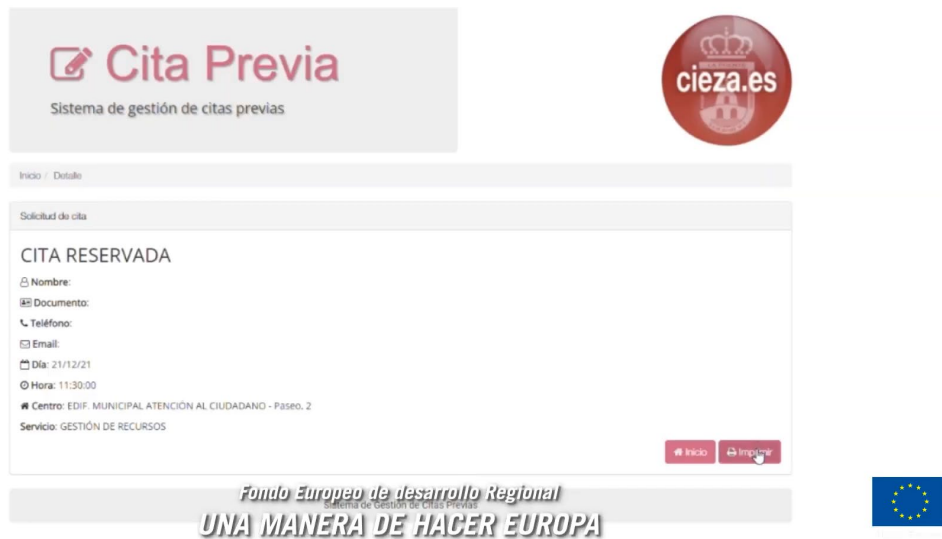 Cita Previa
Sistema de gestión de citas previas
cieza.es
Inicio / Detalle
Solicitud de cita
CITA RESERVADA
Nombre:
Documento:
Teléfono:
Email:
Día: 21/12/21
Hora: 11:30:00
Centro: EDIF. MUNICIPAL ATENCIÓN AL CIUDADANO - Paseo, 2
Servicio: GESTIÓN DE RECURSOS
Inicio
Imprimir
Fondo Europeo de desarrollo Regional
Sistema de Gestión de Citas Previas
UNA MANERA DE HACER EUROPA